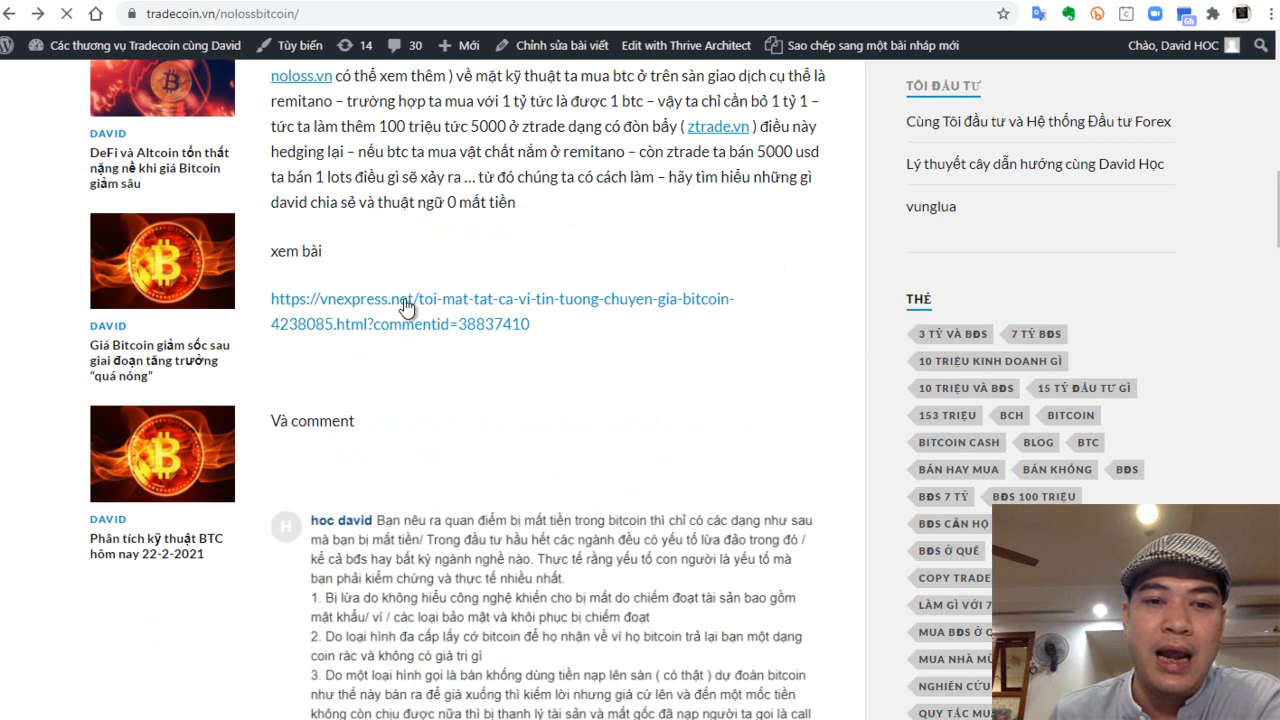 tradecoin.vn/nolossbitcoin/
Các thương vụ Tradecoin cùng David
Tùy biến
14
30
Mới
Chỉnh sửa bài viết
Edit with Thrive Architect
Sao chép sang một bài nháp mới
Chào, David HOC
DAVID
DeFi và Altcoin tổn thất
nặng nề khi giá Bitcoin
giảm sâu
DAVID
Giá Bitcoin giảm sốc sau
giai đoạn tăng trưởng
“quá nóng”
DAVID
Phân tích kỹ thuật BTC
hôm nay 22-2-2021
noloss.vn có thể xem thêm ) về mặt kỹ thuật ta mua btc ở trên sàn giao dịch cụ thể là
remitano – trường hợp ta mua với 1 tỷ tức là được 1 btc – vậy ta chỉ cần bỏ 1 tỷ 1 –
tức ta làm thêm 100 triệu tức 5000 ở ztrade dạng có đòn bẩy ( ztrade.vn ) điều này
hedging lại – nếu btc ta mua vật chất nắm ở remitano – còn ztrade ta bán 5000 usd
ta bán 1 lots điều gì sẽ xảy ra … từ đó chúng ta có cách làm – hãy tìm hiểu những gì
david chia sẻ và thuật ngữ 0 mất tiền
xem bài
https://vnexpress.net/toi-mat-tat-ca-vi-tin-tuong-chuyen-gia-bitcoin-
4238085.html?commentid=38837410
Và comment
H
hoc david Bạn nêu ra quan điểm bị mất tiền trong bitcoin thì chỉ có các dạng như sau
mà bạn bị mất tiền/ Trong đầu tư hầu hết các ngành đều có yếu tố lừa đảo trong đó /
kể cả bđs hay bất kỳ ngành nghề nào. Thực tế rằng yếu tố con người là yếu tố mà
bạn phải kiểm chứng và thực tế nhiều nhất.
1. Bị lừa do không hiểu công nghệ khiến cho bị mất do chiếm đoạt tài sản bao gồm
mật khẩu/ ví / các loại bảo mật và khôi phục bị chiếm đoạt
2. Do loại hình đa cấp lấy cớ bitcoin để họ nhận về ví họ bitcoin trả lại bạn một dạng
coin rác và không có giá trị gì
3. Do một loại hình gọi là bán khống dùng tiền nạp lên sàn ( cò thật ) dự đoán bitcoin
như thế này bán ra để giá xuống thì kiếm lời nhưng giá cứ lên và đến một mốc tiền
không còn chịu được nữa thì bị thanh lý tài sản và mất gốc đã nạp người ta gọi là call
TÔI ĐẦU TƯ
Cùng Tôi đầu tư và Hệ thống Đầu tư Forex
Lý thuyết cây dẫn hướng cùng David Học
vunglua
THẺ
3 TỶ VÀ BĐS
7 TỶ BĐS
10 TRIỆU KINH DOANH GÌ
10 TRIỆU VÀ BĐS
15 TỶ ĐẦU TƯ GÌ
153 TRIỆU
BCH
BITCOIN
BITCOIN CASH
BLOG
BTC
BÁN HAY MUA
BÁN KHỐNG
BĐS
BĐS 7 TỶ
BĐS 100 TRIỆU
BĐS CĂN HỘ
BĐS Ở QUÊ
COPY TRADE
LÀM GÌ VỚI 7
MUA BĐS Ở
MUA NHÀ
NGHIÊN CỨU
QUY TẮC